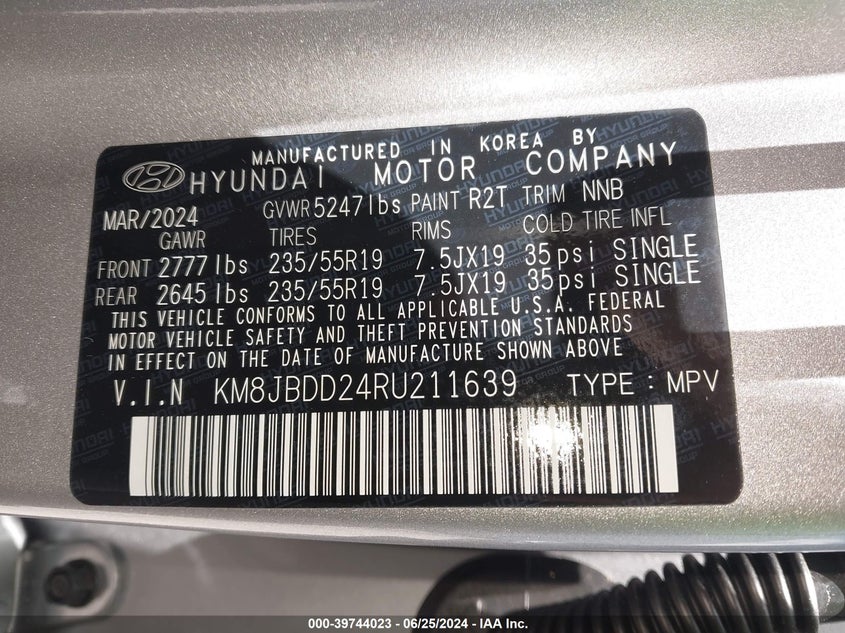 MANUFACTURED IN KOREA BY
HYUNDAI MOTOR COMPANY
MAR/2024 GVWR 5247lbs PAINT R2T TRIM NNB
GAWR TIRES RIMS COLD TIRE INFL
FRONT 2777lbs 235/55R19 7.5JX19 35psi SINGLE
REAR 2645lbs 235/55R19 7.5JX19 35psi SINGLE
THIS VEHICLE CONFORMS TO ALL APPLICABLE U.S.A. FEDERAL
MOTOR VEHICLE SAFETY AND THEFT PREVENTION STANDARDS
IN EFFECT ON THE DATE OF MANUFACTURE SHOWN ABOVE
V.I.N KM8JBDD24RU211639 TYPE : MPV
000-39744023 - 06/25/2024 - IAA Inc.